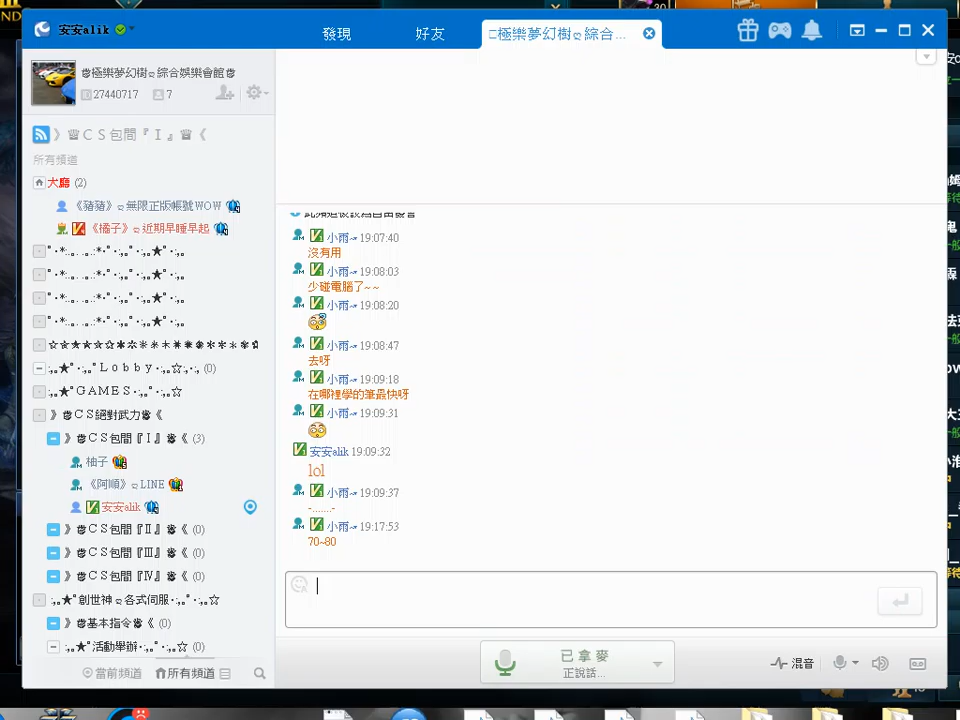 安安alik
發現
好友
極樂夢幻樹ღ綜合...
極樂夢幻樹ღ綜合娛樂會館
27440717
7
》♕ＣＳ包間『Ｉ』♕《
所有頻道
大廳 (2)
《豬豬》ღ無限正版帳號WOW
《橘子》ღ近期早睡早起
:,.★°‧Ｌｏｂｂｙ‧:,.°‧:,.☆:,‧:, (0)
:,.★°ＧＡＭＥＳ‧:,.°‧:,.☆
》ＣＳ絕對武力《
》ＣＳ包間『Ｉ』《 (3)
柚子
《阿順》ღLINE
安安alik
》ＣＳ包間『Ⅱ』《 (0)
》ＣＳ包間『Ⅲ』《 (0)
》ＣＳ包間『Ⅳ』《 (0)
:,.★°創世神ღ各式伺服‧:,.°‧:,.☆
》基本指令《 (0)
:,.★°活動舉辦‧:,.°‧:,.☆ (0)
當前頻道
所有頻道
小雨 19:07:40
沒有用
小雨 19:08:03
少碰電腦了~~
小雨 19:08:20
小雨 19:08:47
去呀
小雨 19:09:18
在哪裡學的筆最快呀
小雨 19:09:31
安安alik 19:09:32
lol
小雨 19:09:37
-.......-
小雨 19:17:53
70~80
已拿麥
正說話...
混音